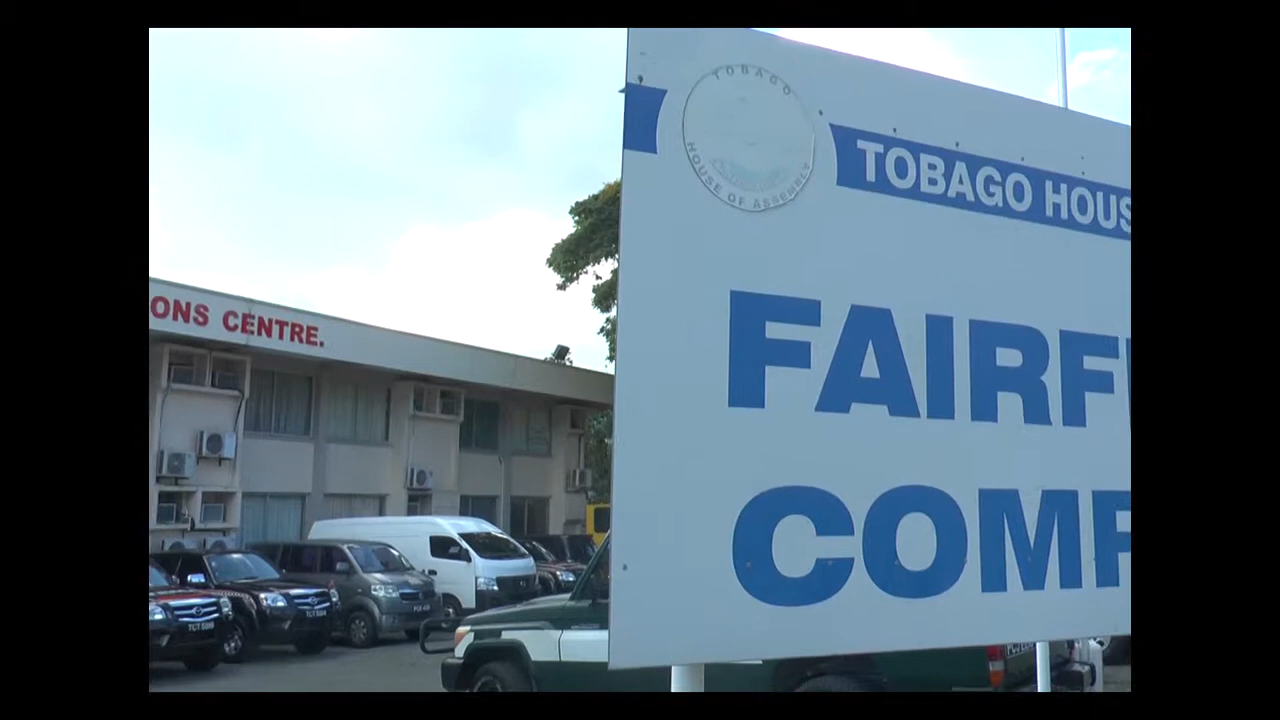 TOBAGO
HOUSE OF ASSEMBLY
TOBAGO HOUS
FAIRF
COMP
ONS CENTRE.